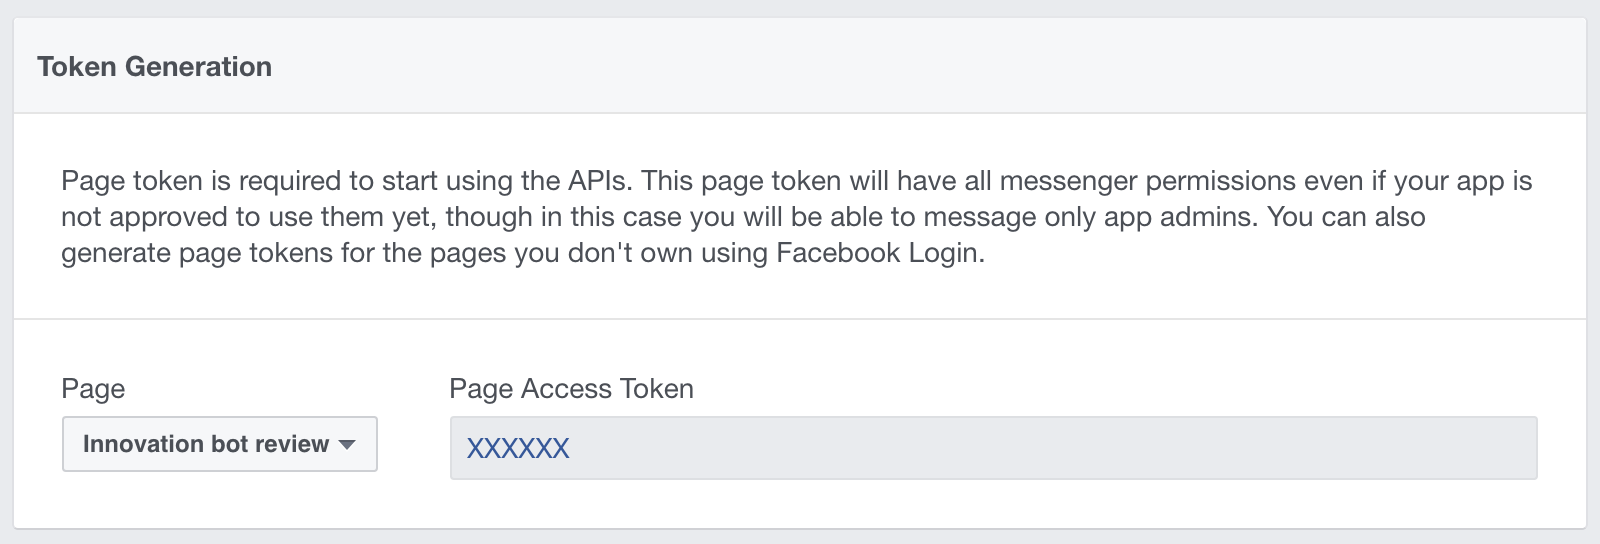 Token Generation
Page token is required to start using the APIs. This page token will have all messenger permissions even if your app is
not approved to use them yet, though in this case you will be able to message only app admins. You can also
generate page tokens for the pages you don't own using Facebook Login.
Page
Innovation bot review
Page Access Token
XXXXXX